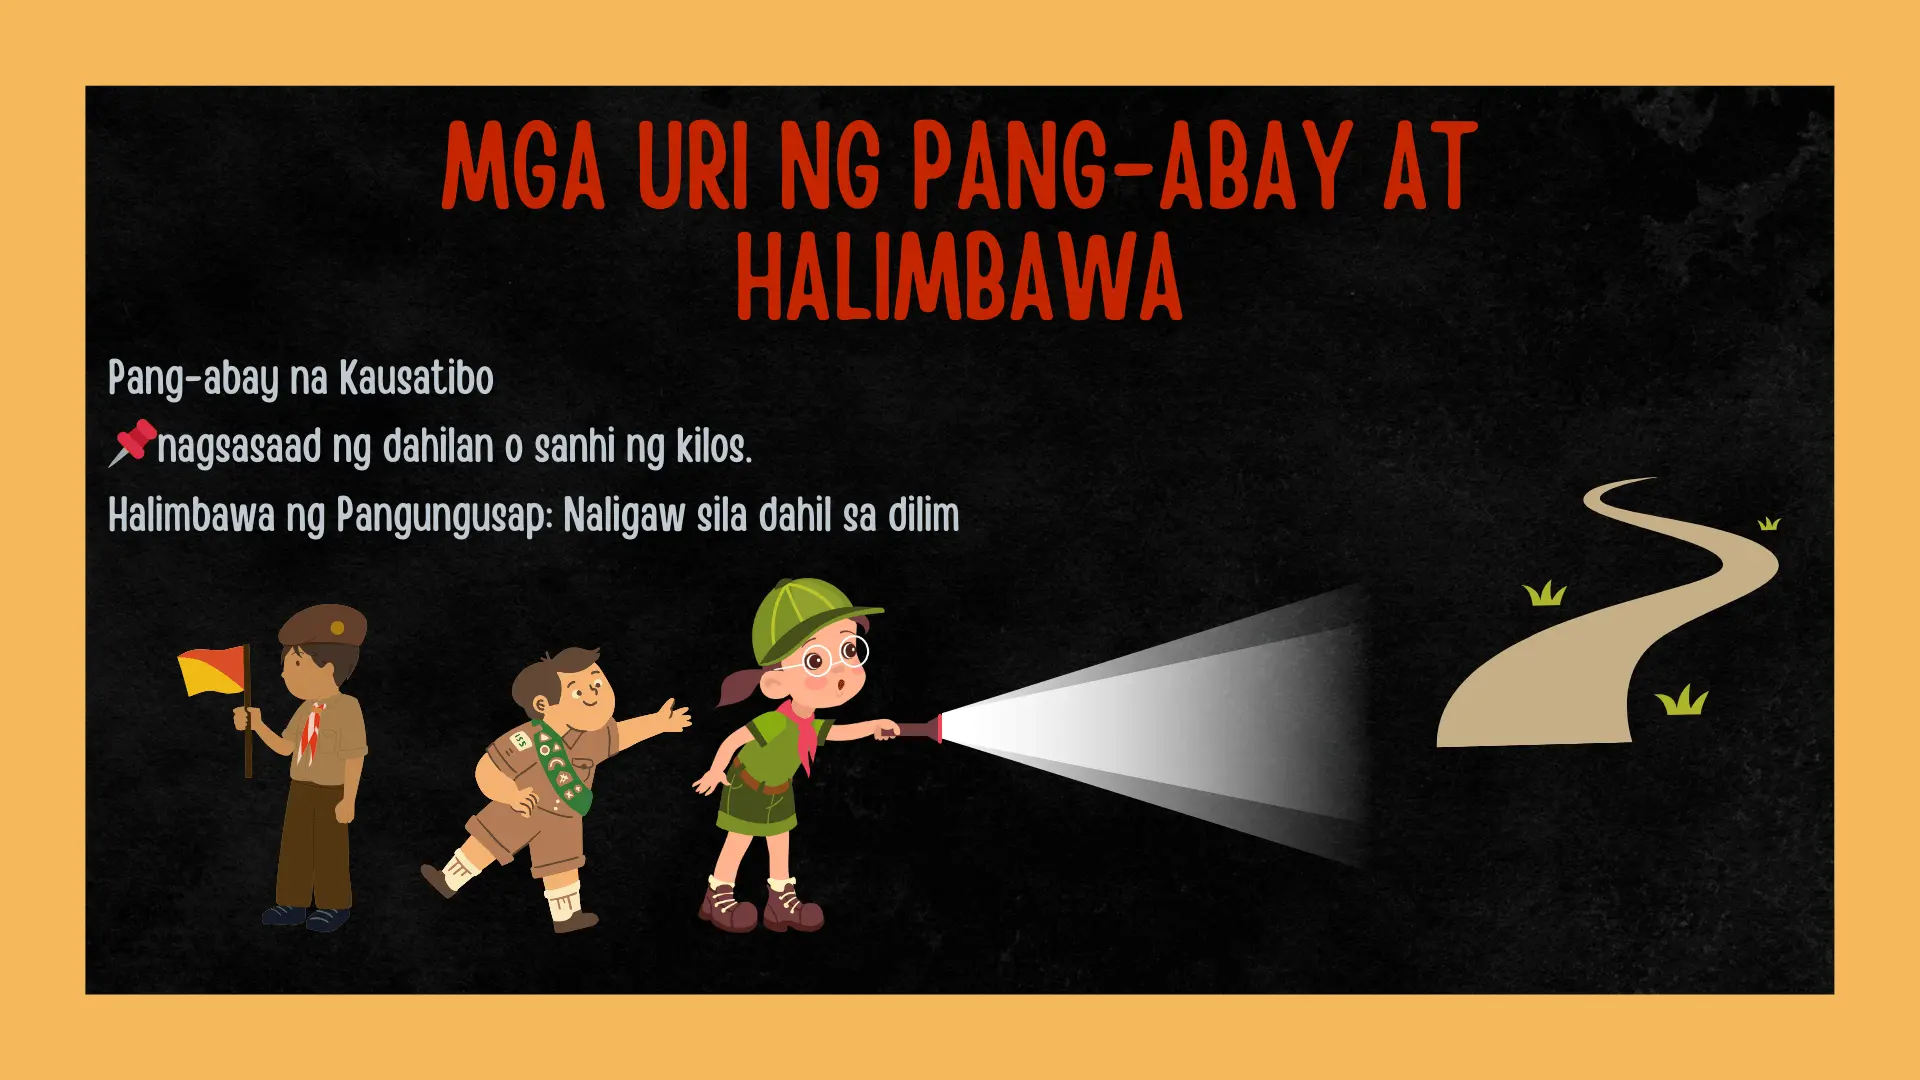 MGA URI NG PANG-ABAY AT
HALIMBAWA
Pang-abay na Kausatibo
📌nagsasaad ng dahilan o sanhi ng kilos.
Halimbawa ng Pangungusap: Naligaw sila dahil sa dilim
155